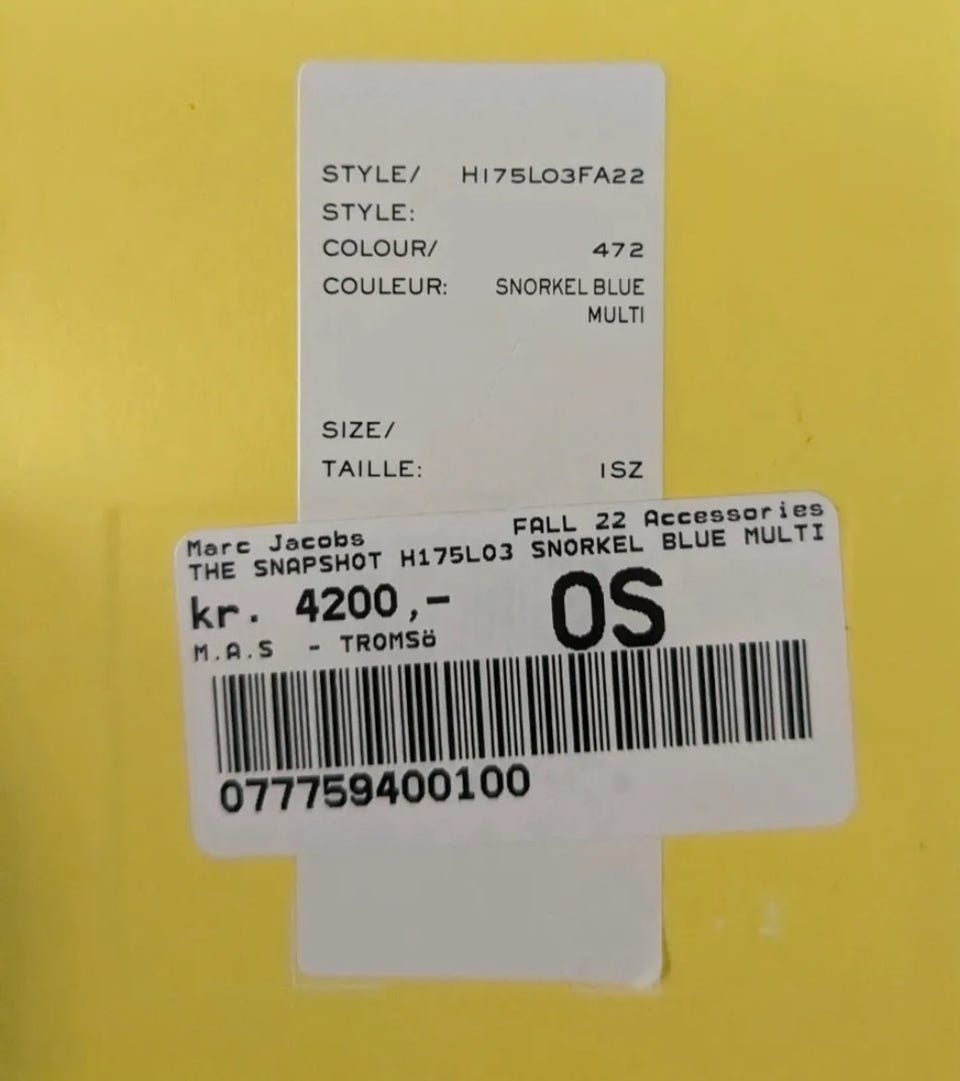 STYLE/ H175L03FA22
STYLE:
COLOUR/ 472
COULEUR: SNORKEL BLUE
MULTI
SIZE/
TAILLE: 1SZ
Marc Jacobs FALL 22 Accessories
THE SNAPSHOT H175L03 SNORKEL BLUE MULTI
kr. 4200,- OS
M.A.S - TROMSö
077759400100